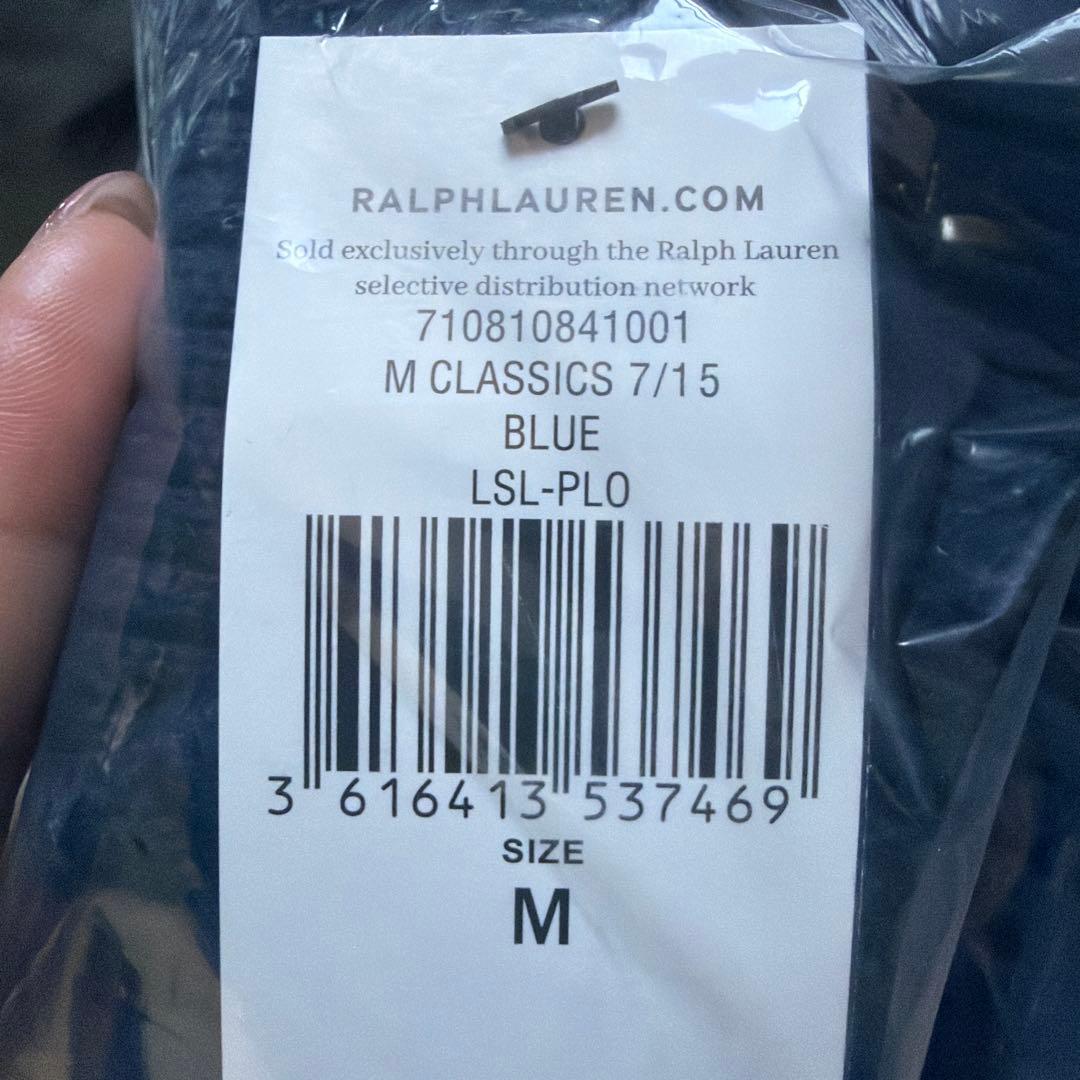 RALPHLAUREN.COM
Sold exclusively through the Ralph Lauren
selective distribution network
710810841001
M CLASSICS 7/15
BLUE
LSL-PLO
3 616413 537469
SIZE
M